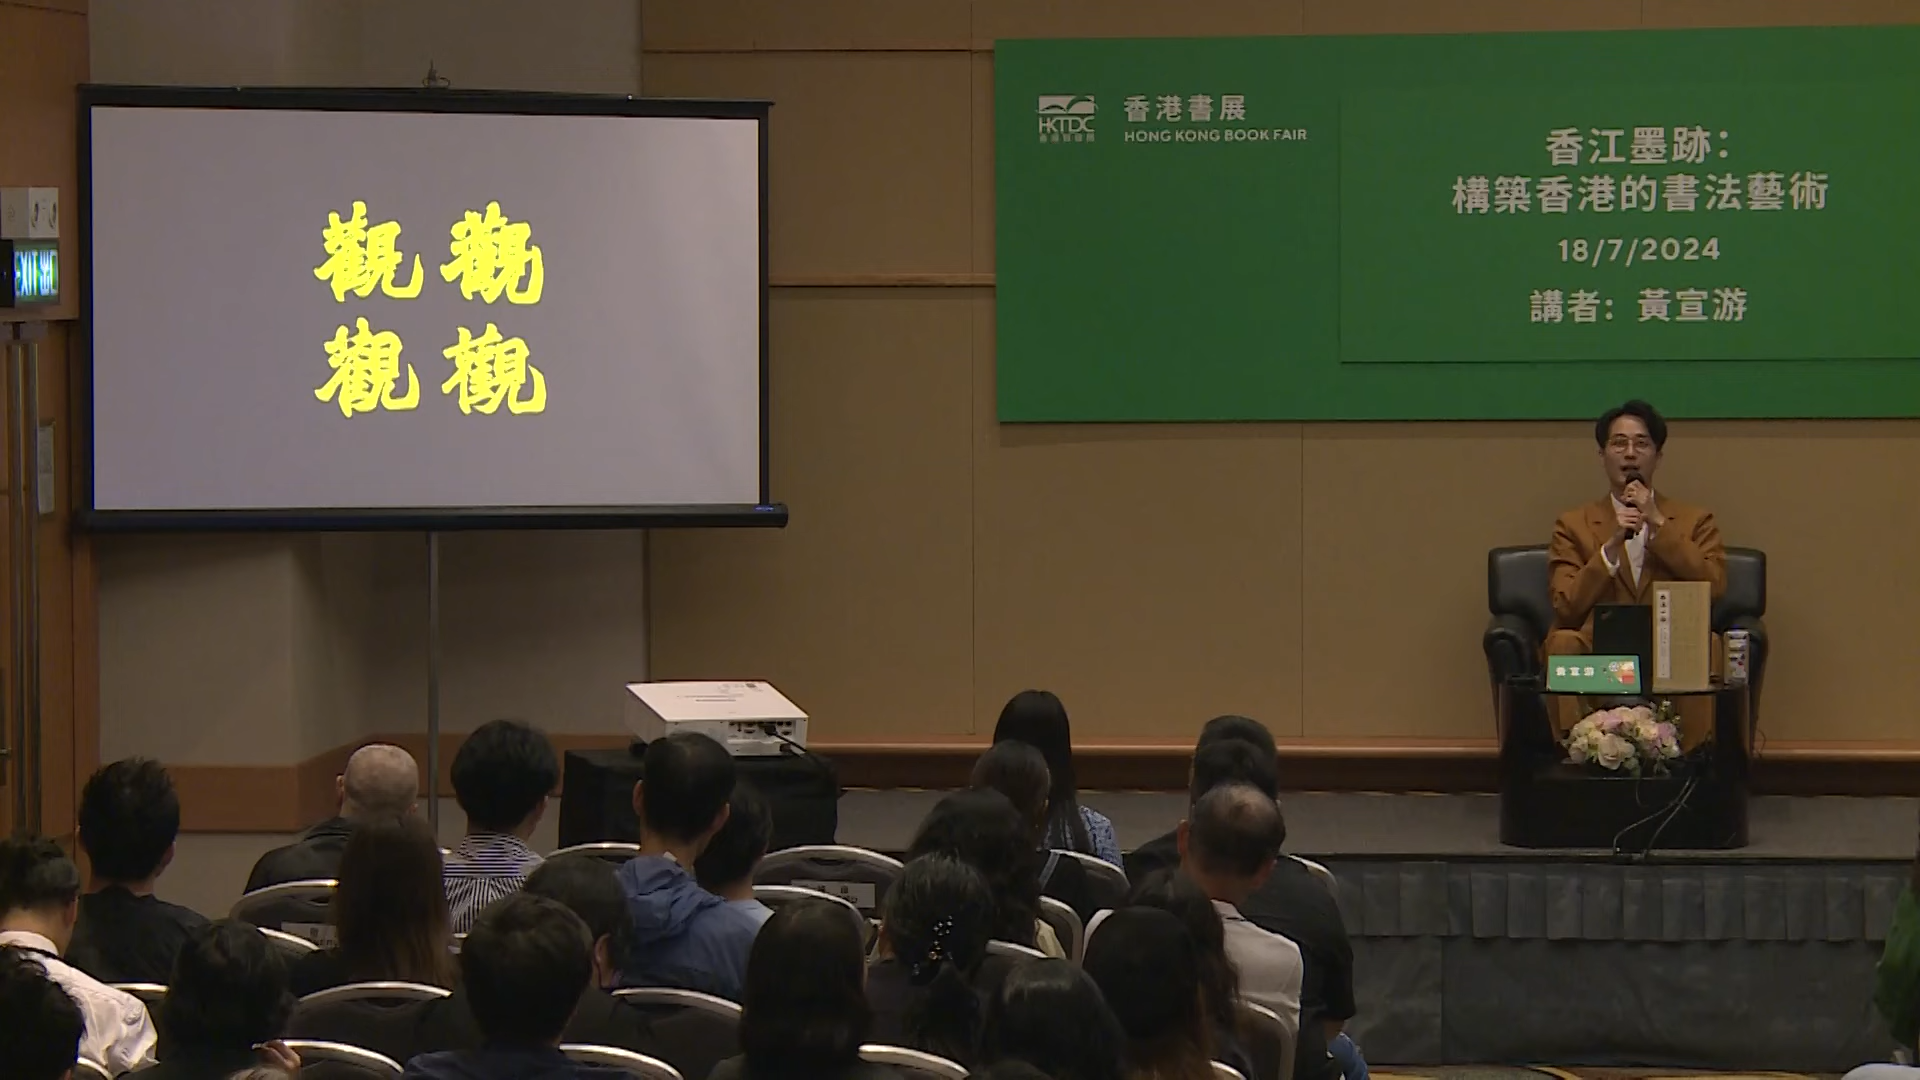 觀 觀
觀 觀
EXIT
HKTDC
香港書展
HONG KONG BOOK FAIR
香江墨跡:
構築香港的書法藝術
18/7/2024
講者: 黃宣游
黃宣游